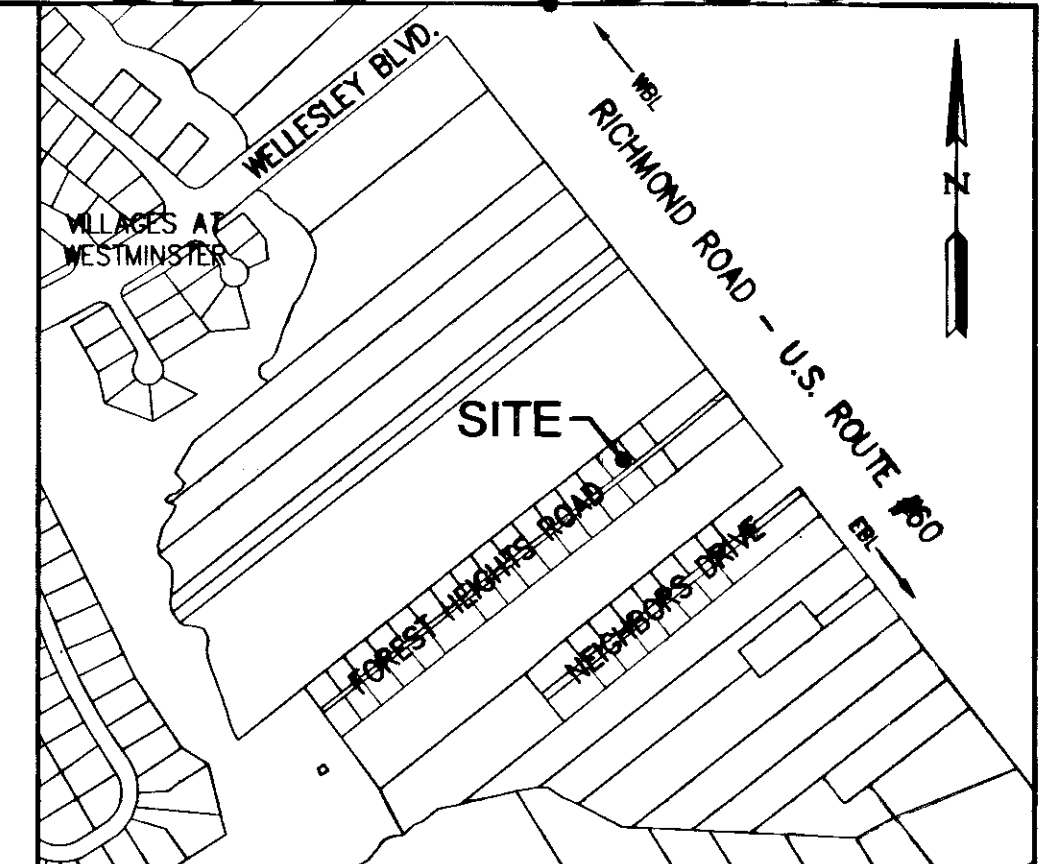 WELLESLEY BLVD.
WBL
RICHMOND ROAD - U.S. ROUTE #60
N
VILLAGES AT
WESTMINSTER
SITE
FOREST HEIGHTS ROAD
NEIGHBORS DRIVE
EBL